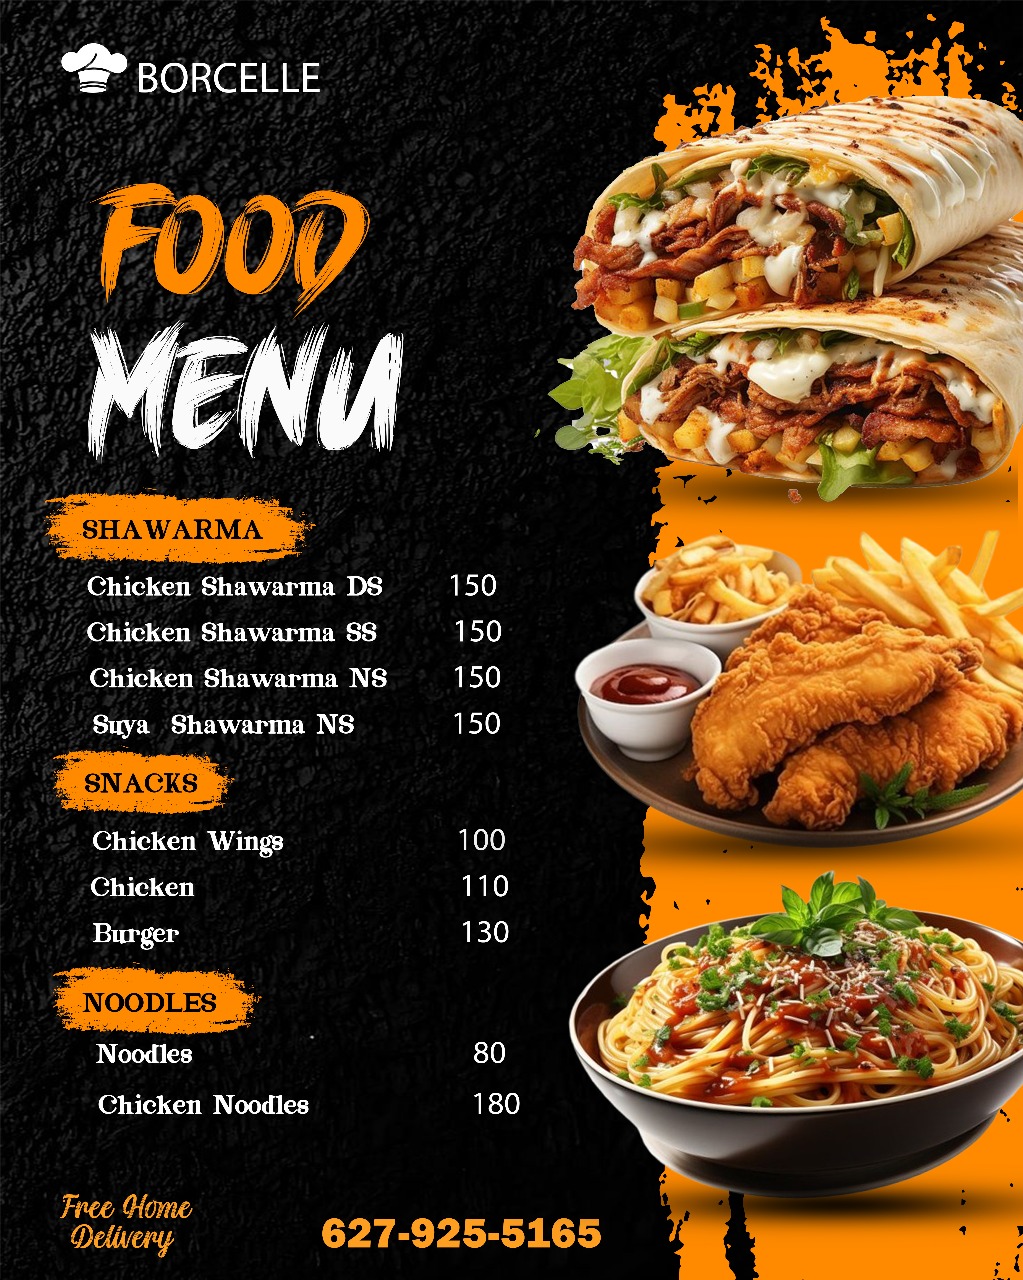 BORCELLE
FOOD
MENU
SHAWARMA
Chicken Shawarma DS 150
Chicken Shawarma SS 150
Chicken Shawarma NS 150
Suya Shawarma NS 150
SNACKS
Chicken Wings 100
Chicken 110
Burger 130
NOODLES
Noodles 80
Chicken Noodles 180
Free Home
Delivery
627-925-5165